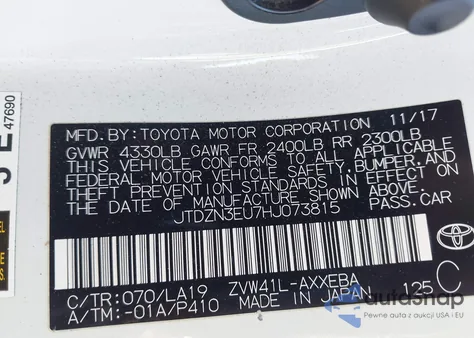 47690
MFD. BY: TOYOTA MOTOR CORPORATION 11/17
GVWR 4330LB GAWR FR 2400LB RR 2300LB
THIS VEHICLE CONFORMS TO ALL APPLICABLE
FEDERAL MOTOR VEHICLE SAFETY, BUMPER, AND
THEFT PREVENTION STANDARDS IN EFFECT ON
THE DATE OF MANUFACTURE SHOWN ABOVE.
JTDZN3EU7HJ073815 PASS. CAR
TOYOTA
C/TR: 070/LA19 ZVW41L-AXXEBA 125 C
A/TM: -01A/P410 MADE IN JAPAN
autoSnap
Pewne auta z aukcji USA i EU